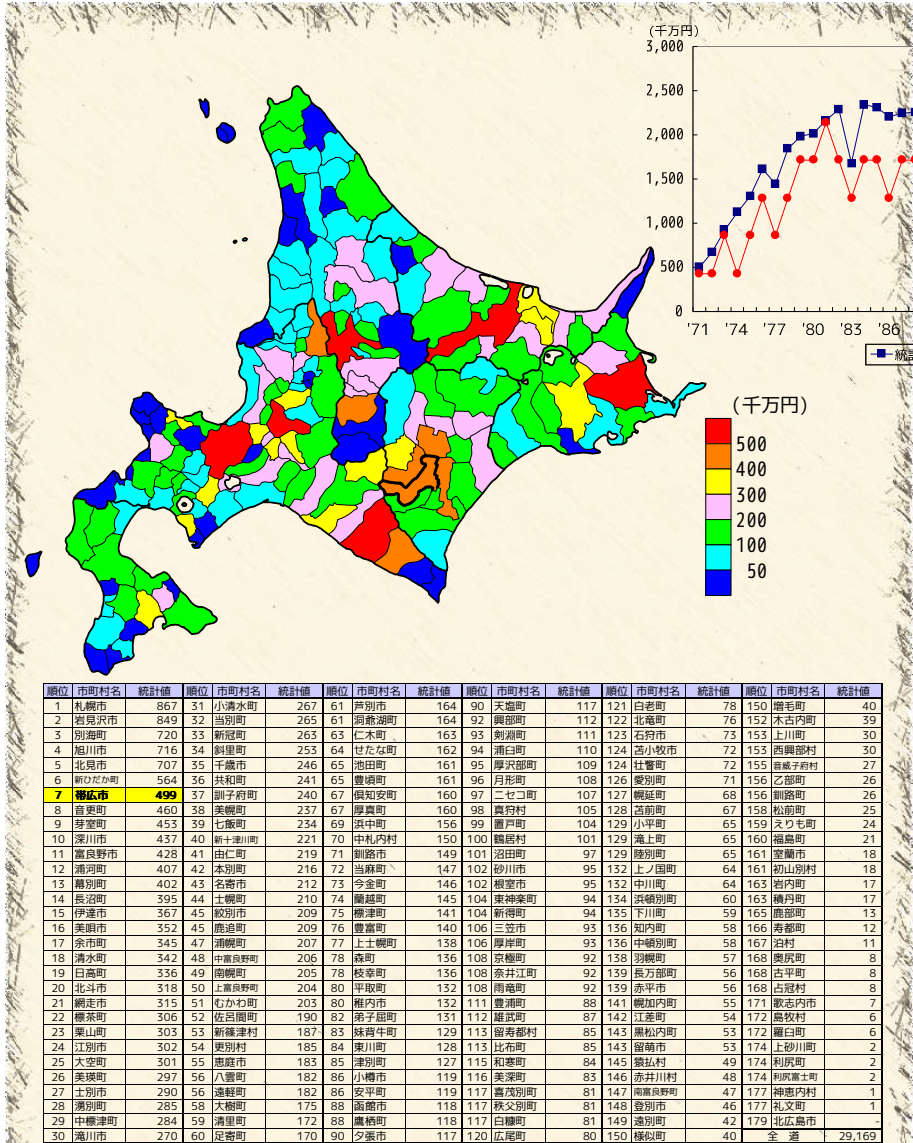 (千万円)
3,000
2,500
2,000
1,500
1,000
500
0
'71 '74 '77 '80 '83 '86
(千万円)
500
400
300
200
100
50
順位 市町村名 統計値 順位 市町村名 統計値 順位 市町村名 統計値 順位 市町村名 統計値 順位 市町村名 統計値 順位 市町村名 統計値
1 札幌市 867 31 小清水町 267 61 芦別市 164 90 天塩町 117 121 白老町 78 150 増毛町 40
2 岩見沢市 849 32 当別町 265 61 洞爺湖町 164 92 興部町 112 122 北竜町 76 152 木古内町 39
3 別海町 720 33 新冠町 263 63 仁木町 163 93 剣淵町 111 123 石狩市 73 153 上川町 30
4 旭川市 716 34 斜里町 253 64 せたな町 162 94 浦臼町 110 124 苫小牧市 72 153 西興部村 30
5 北見市 707 35 千歳市 246 65 池田町 161 95 厚沢部町 109 124 壮瞥町 72 155 音威子府村 27
6 新ひだか町 564 36 共和町 241 65 豊頃町 161 96 月形町 108 126 愛別町 71 156 乙部町 26
7 帯広市 499 37 訓子府町 240 67 倶知安町 160 97 ニセコ町 107 127 幌延町 68 156 釧路町 26
8 音更町 460 38 美幌町 237 67 厚真町 160 98 真狩村 105 128 苫前町 67 158 松前町 25
9 芽室町 453 39 七飯町 234 69 浜中町 156 99 置戸町 104 129 小平町 65 159 えりも町 24
10 深川市 437 40 新十津川町 221 70 中札内村 150 100 鶴居村 101 129 滝上町 65 160 福島町 21
11 富良野市 428 41 由仁町 219 71 釧路市 149 101 沼田町 97 129 陸別町 65 161 室蘭市 18
12 浦河町 407 42 本別町 216 72 当麻町 147 102 砂川市 95 132 上ノ国町 64 161 初山別村 18
13 幕別町 402 43 名寄市 212 73 今金町 146 102 根室市 95 132 中川町 64 163 岩内町 17
14 長沼町 395 44 士幌町 210 74 蘭越町 145 104 東神楽町 94 134 浜頓別町 60 163 積丹町 17
15 伊達市 367 45 紋別市 209 75 標津町 141 104 新得町 94 135 下川町 59 165 鹿部町 13
16 美唄市 352 45 鹿追町 209 76 豊富町 140 106 三笠市 93 136 知内町 58 166 寿都町 12
17 余市町 345 47 浦幌町 207 77 上士幌町 138 106 厚岸町 93 136 中頓別町 58 167 泊村 11
18 清水町 342 48 中富良野町 206 78 森町 136 108 京極町 92 138 羽幌町 57 168 奥尻町 8
19 日高町 336 49 南幌町 205 78 枝幸町 136 108 奈井江町 92 139 長万部町 56 168 古平町 8
20 北斗市 318 50 上富良野町 204 80 平取町 132 108 雨竜町 92 139 赤平市 56 168 占冠村 8
21 網走市 315 51 むかわ町 203 80 稚内市 132 111 豊浦町 88 141 幌加内町 55 171 歌志内市 7
22 標茶町 306 52 佐呂間町 190 82 弟子屈町 131 112 雄武町 87 142 江差町 54 172 島牧村 6
23 栗山町 303 53 新篠津村 187 83 妹背牛町 129 113 留寿都村 85 143 黒松内町 53 172 羅臼町 6
24 江別市 302 54 更別村 185 84 東川町 128 113 比布町 85 143 留萌市 53 174 上砂川町 2
25 大空町 301 55 恵庭市 183 85 津別町 127 115 和寒町 84 145 猿払村 49 174 利尻町 2
26 美瑛町 297 56 八雲町 182 86 小樽市 119 116 美深町 83 146 赤井川村 48 174 利尻富士町 2
27 士別市 290 56 遠軽町 182 86 安平町 119 117 喜茂別町 81 147 南富良野町 47 177 神恵内村 1
28 湧別町 285 58 大樹町 175 88 函館市 118 117 秩父別町 81 148 登別市 46 177 礼文町 1
29 中標津町 284 59 清里町 172 88 鷹栖町 118 117 白糠町 81 149 遠別町 42 179 北広島市 -
30 滝川市 270 60 足寄町 170 90 夕張市 117 120 広尾町 80 150 様似町 40 全 道 29,169